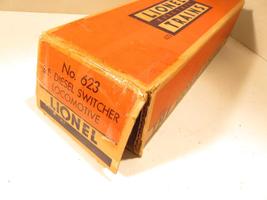 LIONEL
TRAINS
No. 623
DIESEL SWITCHER
LOCOMOTIVE
LIONEL